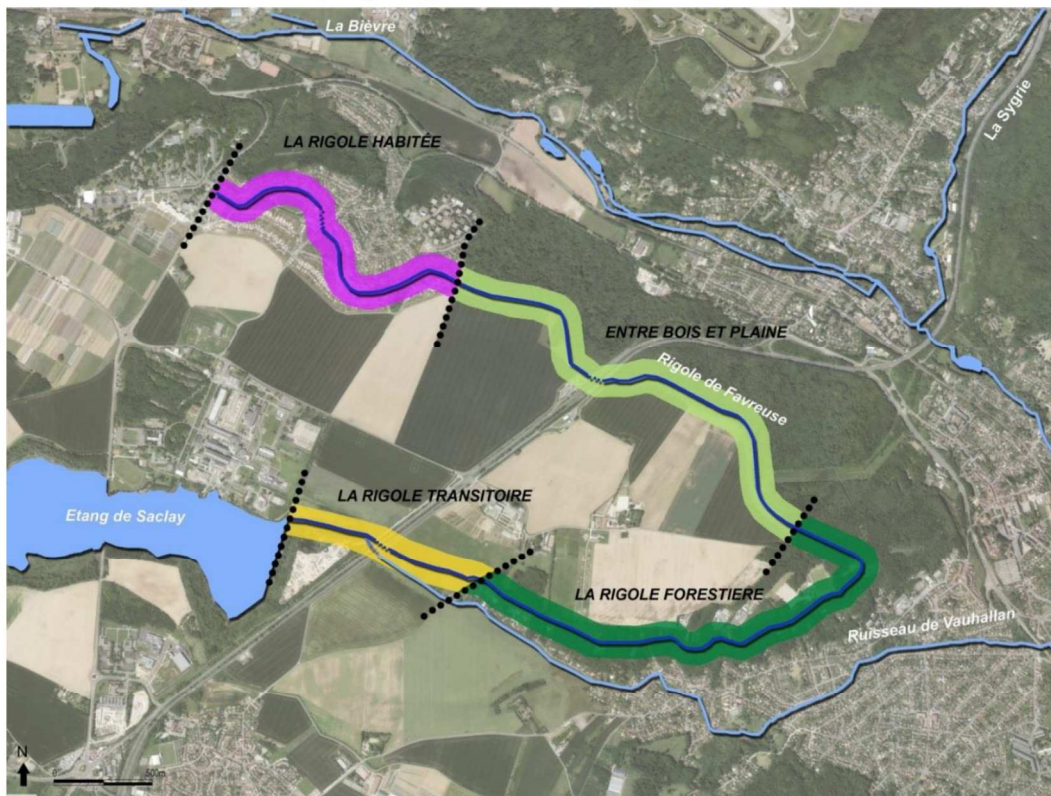 La Bièvre
La Sygrie
LA RIGOLE HABITÉE
ENTRE BOIS ET PLAINE
Rigole de Favreuse
LA RIGOLE TRANSITOIRE
Etang de Saclay
LA RIGOLE FORESTIERE
Ruisseau de Vauhallan
N
0 500m